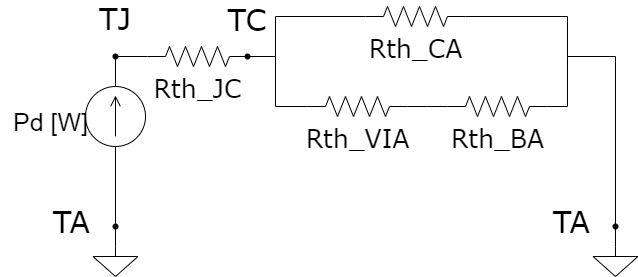 TJ
TC
Rth_CA
Rth_JC
Pd [W]
Rth_VIA
Rth_BA
TA
TA